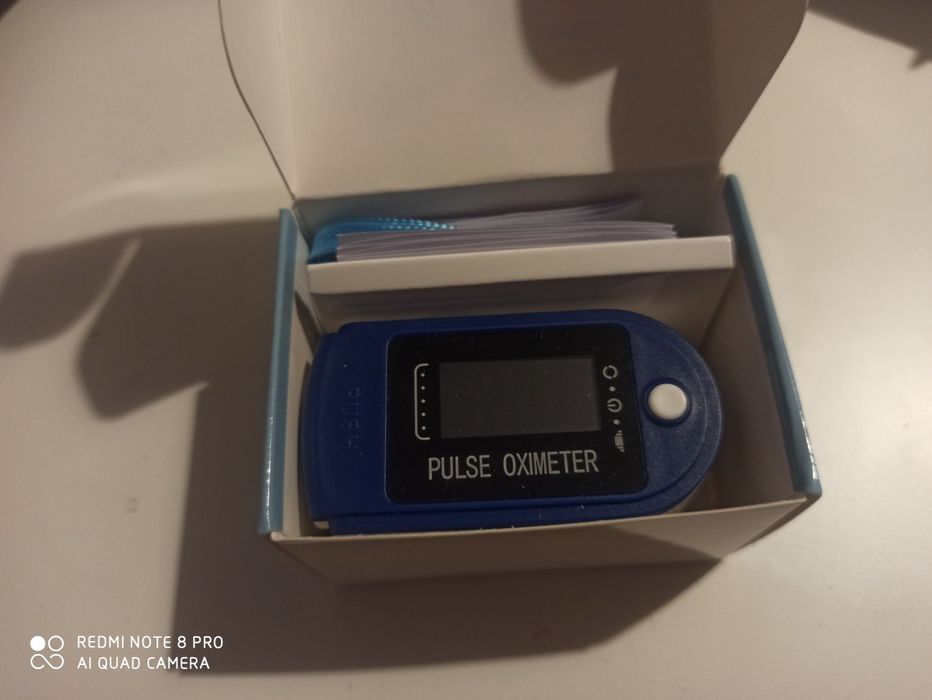 PUSH
PULSE OXIMETER
REDMI NOTE 8 PRO
AI QUAD CAMERA